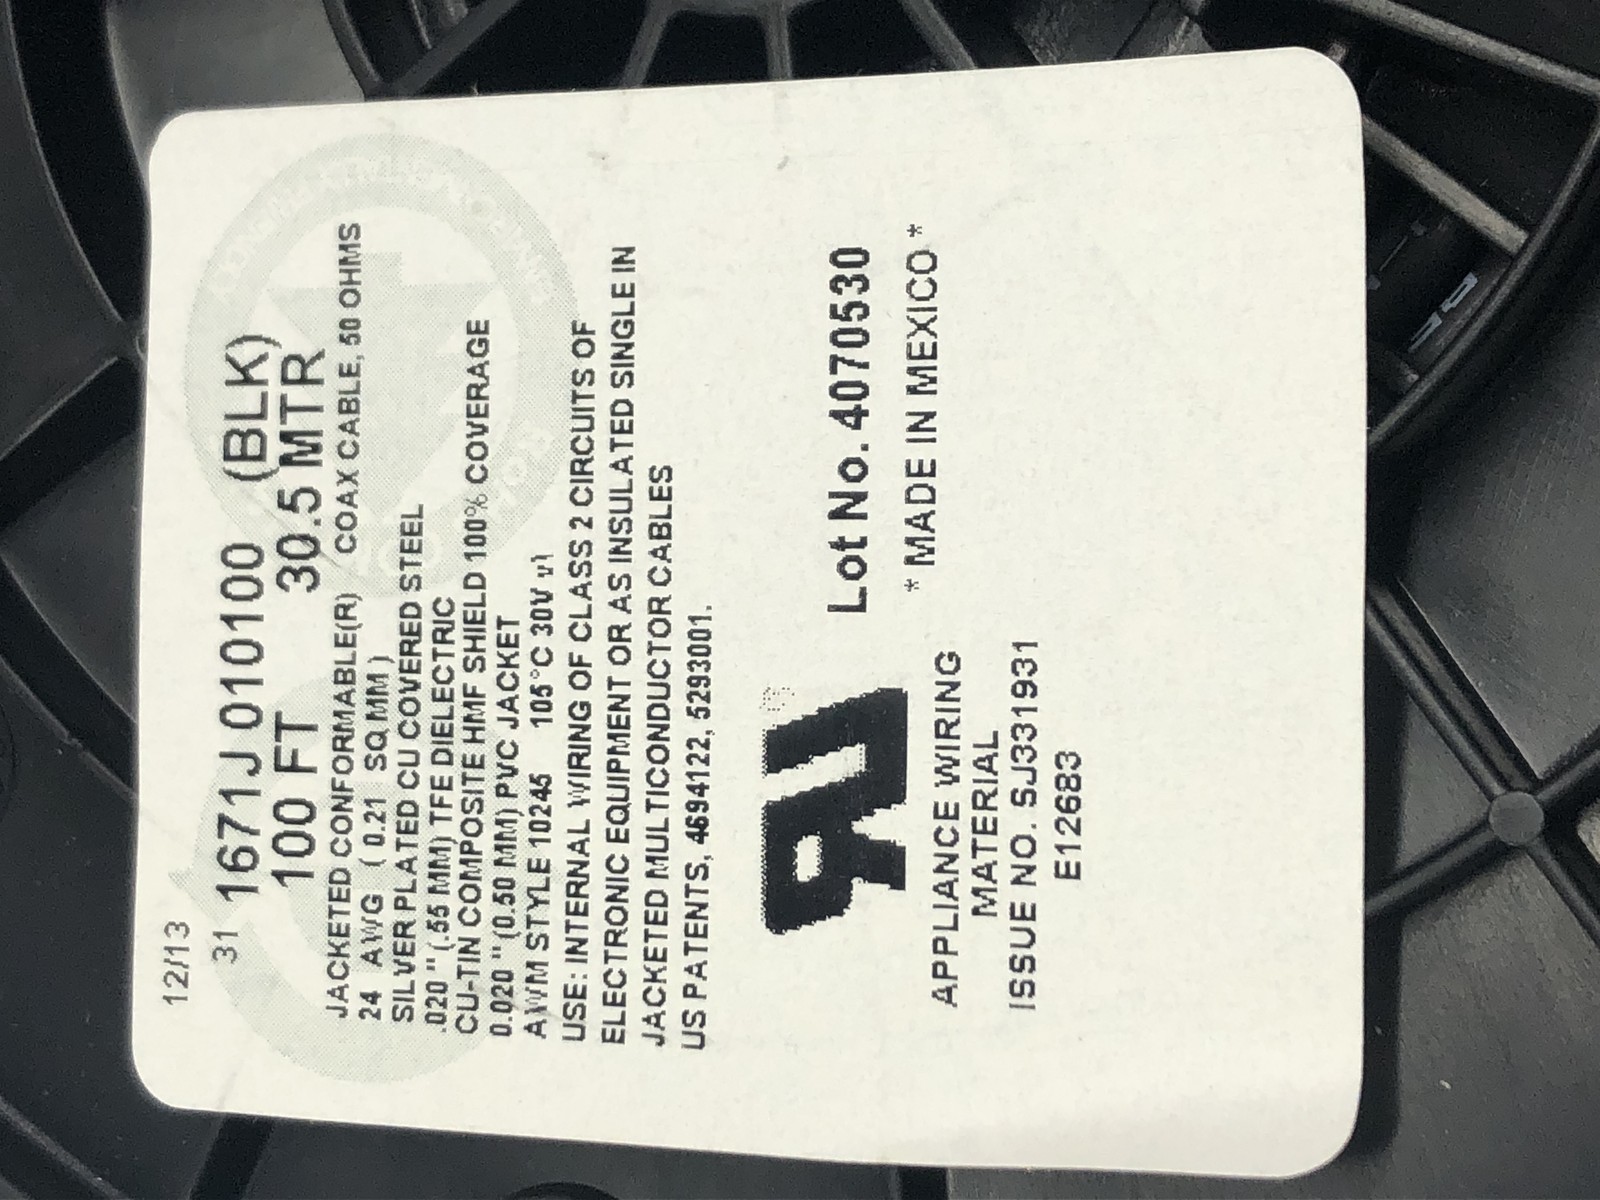 12/13
31 1671J 010100 (BLK)
100 FT 30.5 MTR
JACKETED CONFORMABLE(R) COAX CABLE, 50 OHMS
24 AWG ( 0.21 SQ MM )
SILVER PLATED CU COVERED STEEL
.020 " (.55 MM) TFE DIELECTRIC
CU-TIN COMPOSITE HMF SHIELD 100% COVERAGE
0.020 " (0.50 MM) PVC JACKET
AWM STYLE 10245 105°C 30V
USE: INTERNAL WIRING OF CLASS 2 CIRCUITS OF
ELECTRONIC EQUIPMENT OR AS INSULATED SINGLE IN
JACKETED MULTICONDUCTOR CABLES
US PATENTS, 4694122, 5293001.
Lot No. 4070530
* MADE IN MEXICO *
APPLIANCE WIRING
MATERIAL
ISSUE NO. SJ331931
E12683